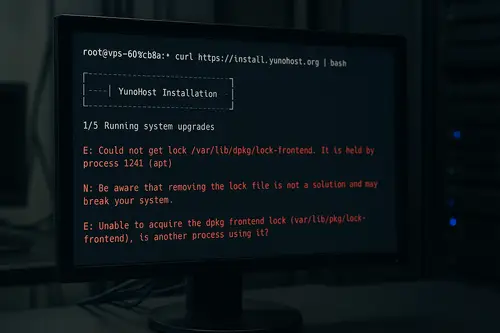 root@vps-609cb8a:* curl https://install.yunohost.org | bash
YunoHost Installation
1/5 Running system upgrades
E: Could not get lock /var/lib/dpkg/lock-frontend. It is held by
process 1241 (apt)
N: Be aware that removing the lock file is not a solution and may
break your system.
E: Unable to acquire the dpkg frontend lock (var/lib/pkg/lock-
frontend), is another process using it?